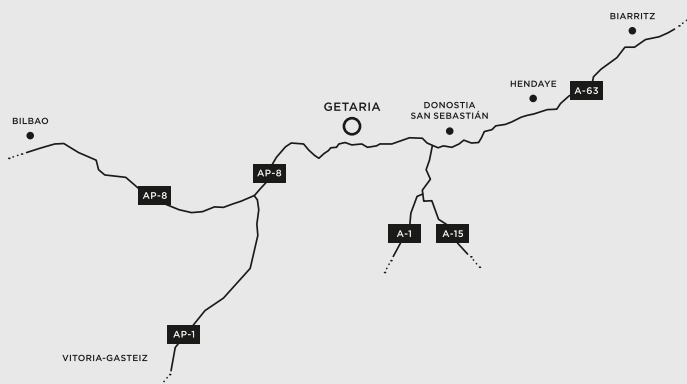 BIARRITZ
HENDAYE
A-63
GETARIA
DONOSTIA
SAN SEBASTIÁN
BILBAO
AP-8
AP-8
A-1
A-15
AP-1
VITORIA-GASTEIZ